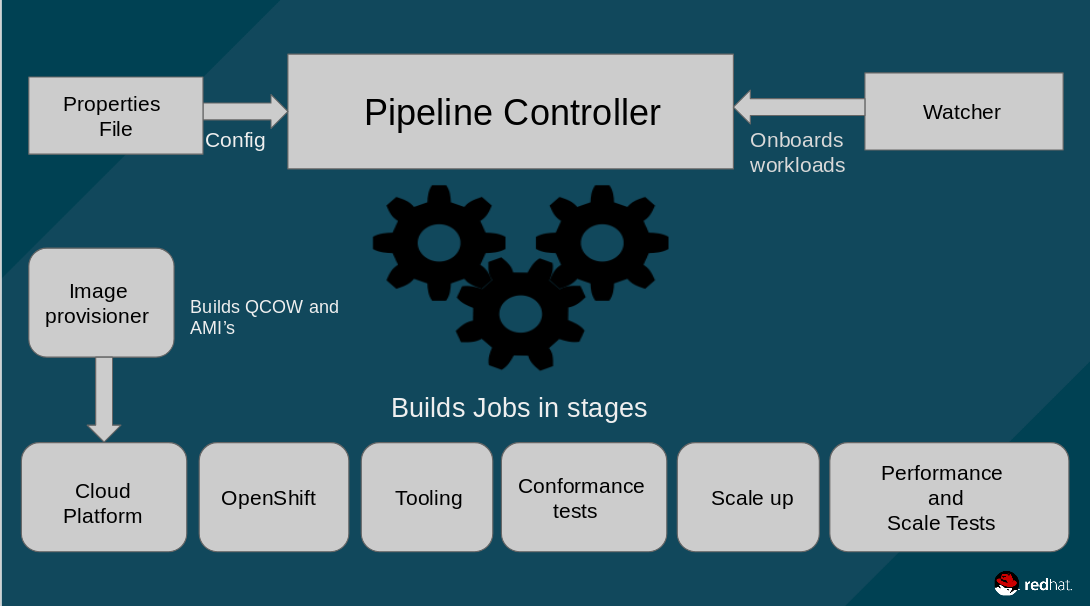 Properties
File
Config
Pipeline Controller
Onboards
workloads
Watcher
Image
provisioner
Builds QCOW and
AMI’s
Builds Jobs in stages
Cloud
Platform
OpenShift
Tooling
Conformance
tests
Scale up
Performance
and
Scale Tests
redhat.